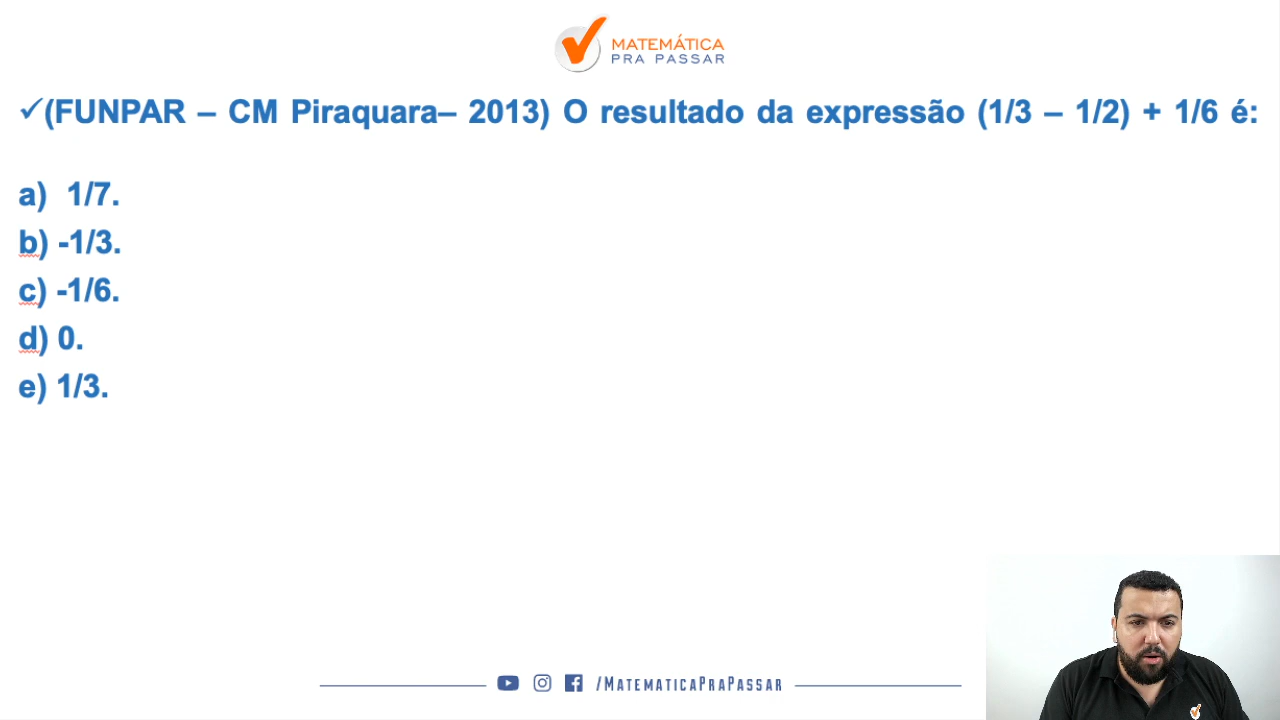 MATEMÁTICA
PRA PASSAR
✓(FUNPAR – CM Piraquara– 2013) O resultado da expressão (1/3 – 1/2) + 1/6 é:
a) 1/7.
b) -1/3.
c) -1/6.
d) 0.
e) 1/3.
/MATEMATICAPRAPASSAR